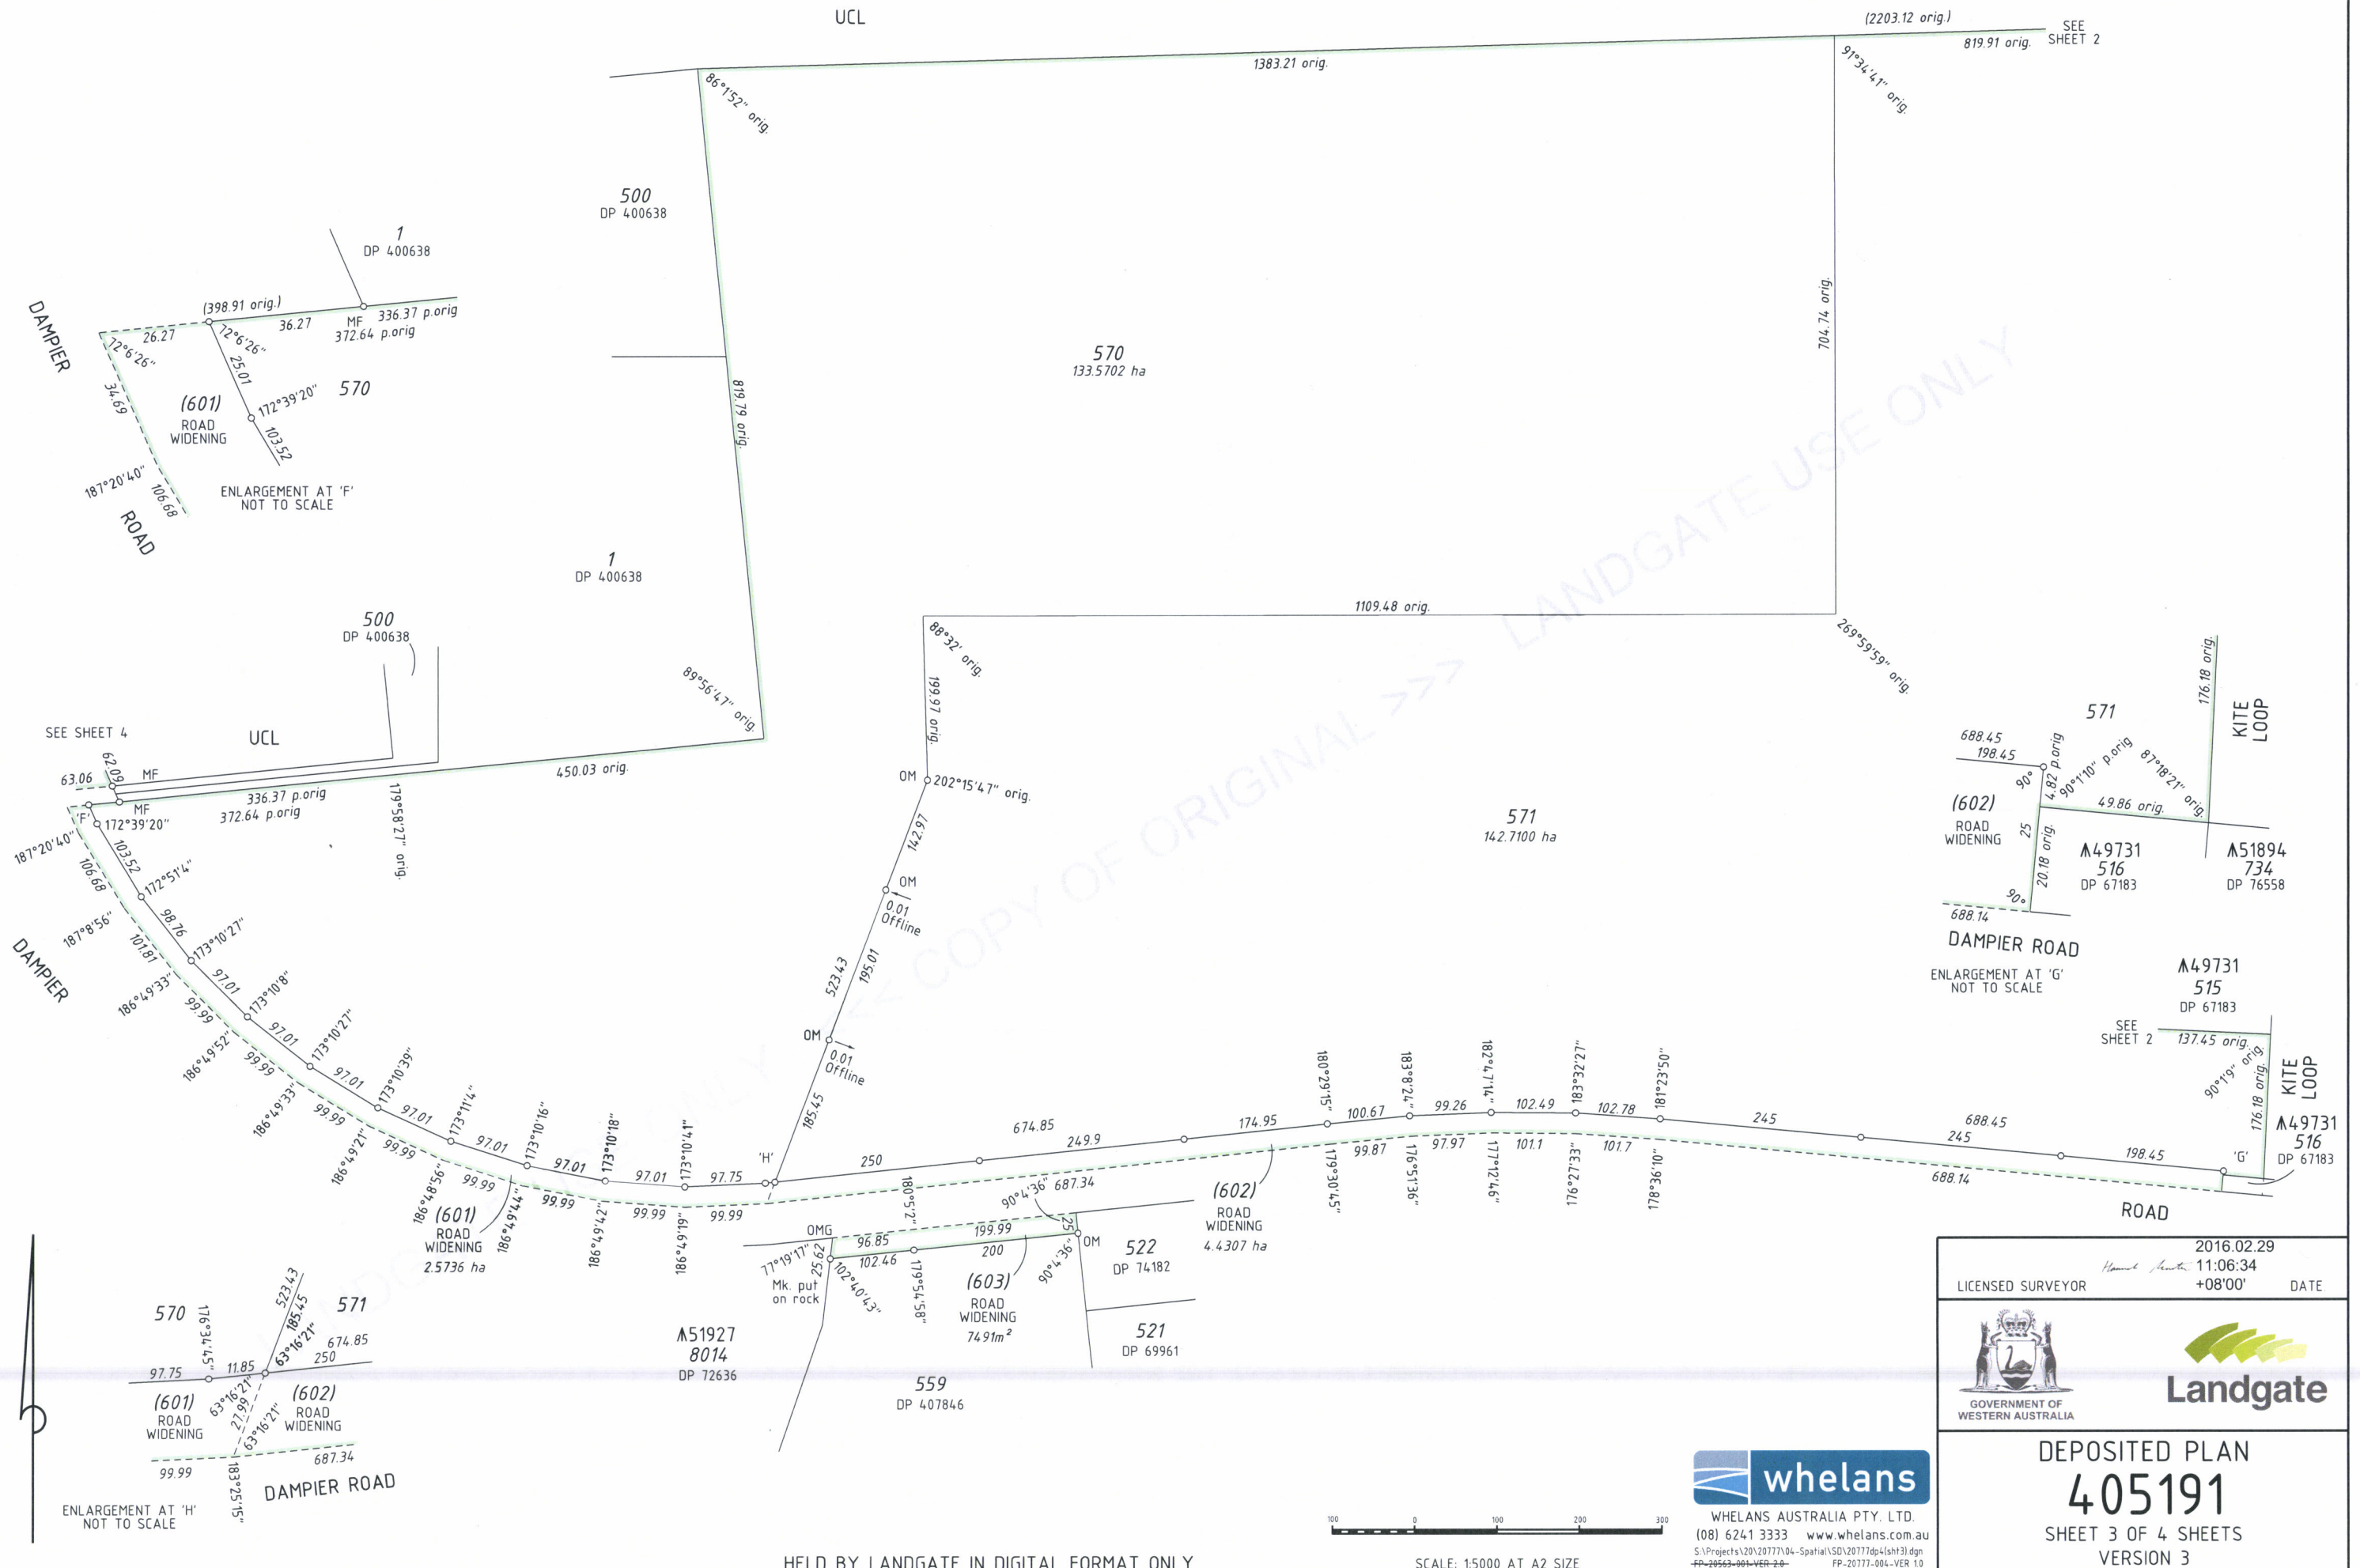 UCL
(2203.12 orig.)
SEE
SHEET 2
819.91 orig.
1383.21 orig.
86°1'52" orig.
91°34'41" orig.
500
DP 400638
1
DP 400638
DAMPIER
(398.91 orig.)
26.27
36.27
MF
336.37 p.orig
372.64 p.orig
72°6'26"
72°6'26"
25.01
34.69
570
172°39'20"
(601)
ROAD
WIDENING
103.52
187°20'40"
106.68
ROAD
ENLARGEMENT AT 'F'
NOT TO SCALE
570
133.5702 ha
704.74 orig.
819.79 orig.
1
DP 400638
500
DP 400638
1109.48 orig.
88°32' orig.
269°59'59" orig.
89°56'47" orig.
199.97 orig.
SEE SHEET 4
UCL
62.09
63.06
MF
450.03 orig.
336.37 p.orig
MF
372.64 p.orig
179°58'27" orig.
'F'
172°39'20"
187°20'40"
103.52
106.68
172°51'4"
187°8'56"
98.76
101.81
173°10'27"
186°49'33"
97.01
99.99
173°10'8"
186°49'52"
97.01
99.99
173°10'27"
186°49'33"
97.01
99.99
173°10'39"
186°49'21"
97.01
99.99
173°11'4"
186°48'56"
97.01
99.99
173°10'16"
186°49'44"
97.01
99.99
173°10'18"
186°49'42"
97.01
99.99
173°10'41"
186°49'19"
97.75
99.99
DAMPIER
(601)
ROAD
WIDENING
2.5736 ha
OM
202°15'47" orig.
142.97
OM
0.01
Offline
523.43
195.01
OM
0.01
Offline
185.45
'H'
571
142.7100 ha
<< COPY OF ORIGINAL >>> LANDGATE USE ONLY
674.85
250
249.9
174.95
180°29'15"
100.67
183°8'24"
99.26
182°47'14"
102.49
183°32'27"
102.78
181°23'50"
245
688.45
245
198.45
'G'
180°5'2"
90°4'36"
687.34
179°30'45"
99.87
176°51'36"
97.97
177°12'46"
101.1
176°27'33"
101.7
178°36'10"
688.14
ROAD
(602)
ROAD
WIDENING
4.4307 ha
OMG
77°19'17"
25.62
96.85
199.99
25
102.46
200
OM
90°4'36"
Mk. put
on rock
102°40'43"
179°54'58"
(603)
ROAD
WIDENING
7491m²
522
DP 74182
521
DP 69961
51927
8014
DP 72636
559
DP 407846
176.18 orig.
KITE
LOOP
571
688.45
198.45
90°
4.82 p.orig
90°1'10" p.orig
87°18'21" orig.
49.86 orig.
(602)
ROAD
WIDENING
25
20.18 orig.
49731
516
DP 67183
51894
734
DP 76558
90°
688.14
DAMPIER ROAD
ENLARGEMENT AT 'G'
NOT TO SCALE
49731
515
DP 67183
SEE
SHEET 2
137.45 orig.
90°1'9" orig.
176.18 orig.
KITE
LOOP
49731
516
DP 67183
570
176°34'45"
523.43
185.45
571
63°16'21"
674.85
97.75
11.85
250
(601)
ROAD
WIDENING
63°16'21"
27.99
63°16'21"
(602)
ROAD
WIDENING
99.99
687.34
183°25'15"
DAMPIER ROAD
ENLARGEMENT AT 'H'
NOT TO SCALE
2016.02.29
11:06:34
+08'00'
LICENSED SURVEYOR
DATE
GOVERNMENT OF
WESTERN AUSTRALIA
Landgate
DEPOSITED PLAN
405191
SHEET 3 OF 4 SHEETS
VERSION 3
whelans
WHELANS AUSTRALIA PTY. LTD.
(08) 6241 3333 www.whelans.com.au
S:\Projects\20\20777\04-Spatial\SD\20777dp4(sht3).dgn
FP-20563-001-VER 2.0 FP-20777-004-VER 1.0
100 0 100 200 300
SCALE: 1:5000 AT A2 SIZE
HELD BY LANDGATE IN DIGITAL FORMAT ONLY